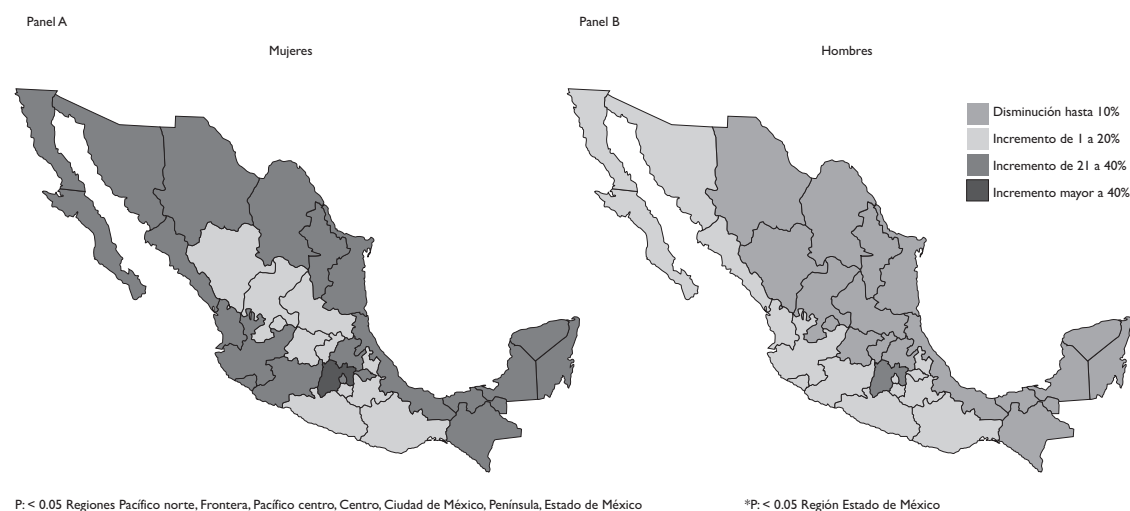 Panel A
Panel B
Mujeres
Hombres
Disminución hasta 10%
Incremento de 1 a 20%
Incremento de 21 a 40%
Incremento mayor a 40%
P: < 0.05 Regiones Pacífico norte, Frontera, Pacífico centro, Centro, Ciudad de México, Península, Estado de México
*P: < 0.05 Región Estado de México